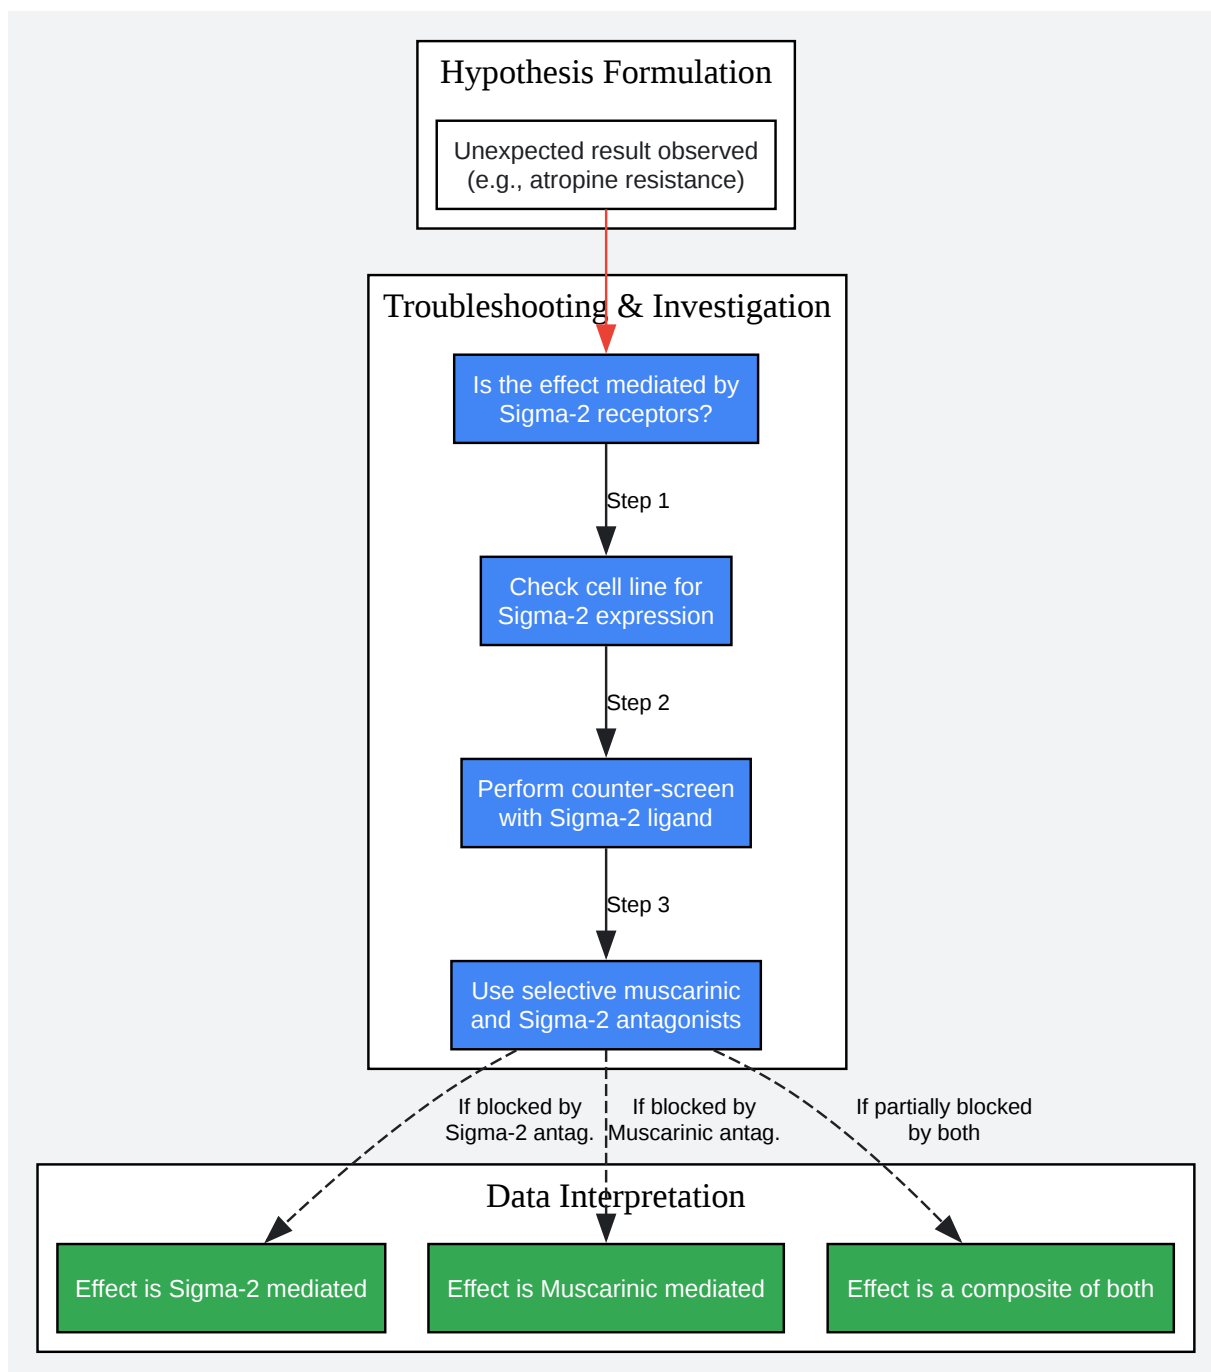 Hypothesis Formulation
Unexpected result observed
(e.g., atropine resistance)
Troubleshooting & Investigation
Is the effect mediated by
Sigma-2 receptors?
Step 1
Check cell line for
Sigma-2 expression
Step 2
Perform counter-screen
with Sigma-2 ligand
Step 3
Use selective muscarinic
and Sigma-2 antagonists
If blocked by
Sigma-2 antag.
If blocked by
Muscarinic antag.
If partially blocked
by both
Data Interpretation
Effect is Sigma-2 mediated
Effect is Muscarinic mediated
Effect is a composite of both